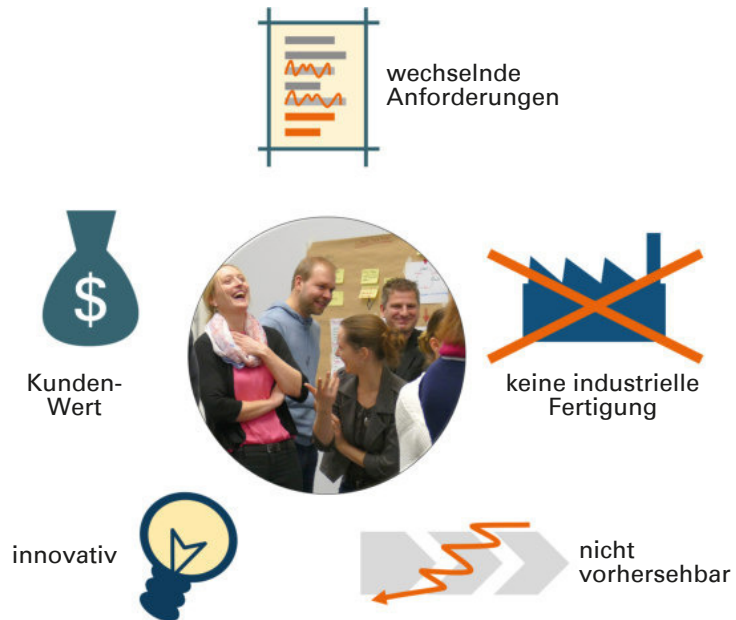 wechselnde
Anforderungen
$
Kunden-
Wert
keine industrielle
Fertigung
innovativ
nicht
vorhersehbar